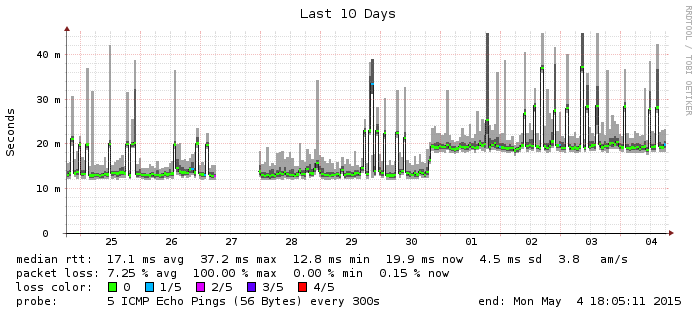 Last 10 Days
RRDTOOL / TOBI OETIKER
Seconds
40 m
30 m
20 m
10 m
0
25 26 27 28 29 30 01 02 03 04
median rtt: 17.1 ms avg 37.2 ms max 12.8 ms min 19.9 ms now 4.5 ms sd 3.8 am/s
packet loss: 7.25 % avg 100.00 % max 0.00 % min 0.15 % now
loss color: 0 1/5 2/5 3/5 4/5
probe: 5 ICMP Echo Pings (56 Bytes) every 300s end: Mon May 4 18:05:11 2015